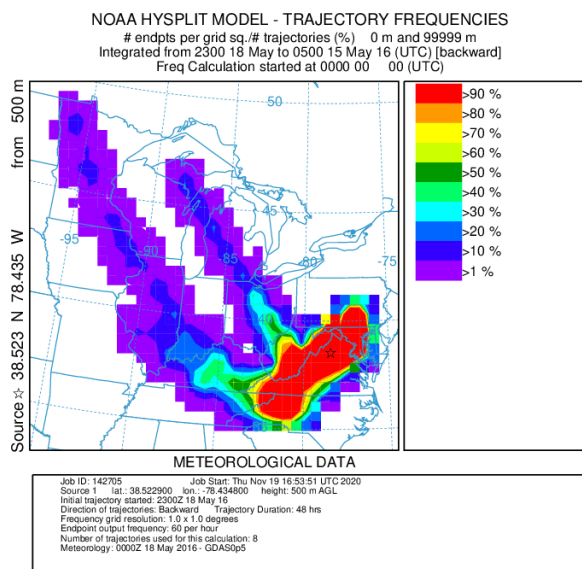 NOAA HYSPLIT MODEL - TRAJECTORY FREQUENCIES
# endpts per grid sq./# trajectories (%) 0 m and 99999 m
Integrated from 2300 18 May to 0500 15 May 16 (UTC) [backward]
Freq Calculation started at 0000 00 00 (UTC)
Source ☆ 38.523 N 78.435 W from 500 m
50
45
-95
-90
-85
-75
>90 %
>80 %
>70 %
>60 %
>50 %
>40 %
>30 %
>20 %
>10 %
>1 %
METEOROLOGICAL DATA
Job ID: 142705 Job Start: Thu Nov 19 16:53:51 UTC 2020
Source 1 lat.: 38.522900 lon.: -78.434800 height: 500 m AGL
Initial trajectory started: 2300Z 18 May 16
Direction of trajectories: Backward Trajectory Duration: 48 hrs
Frequency grid resolution: 1.0 x 1.0 degrees
Endpoint output frequency: 60 per hour
Number of trajectories used for this calculation: 8
Meteorology: 0000Z 18 May 2016 - GDAS0p5